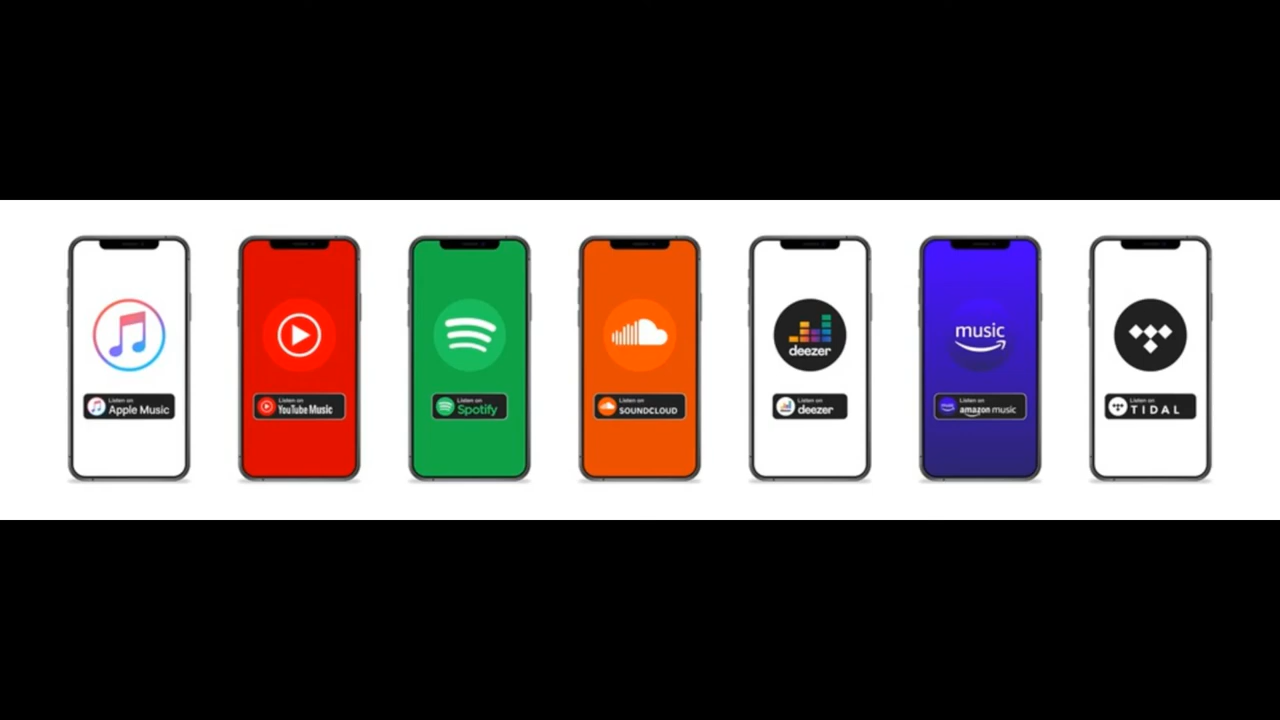 Listen on
Apple Music
Listen on
YouTube Music
Listen on
Spotify
Listen on
SOUNDCLOUD
deezer
Listen on
deezer
music
Listen on
amazon music
Listen on
TIDAL